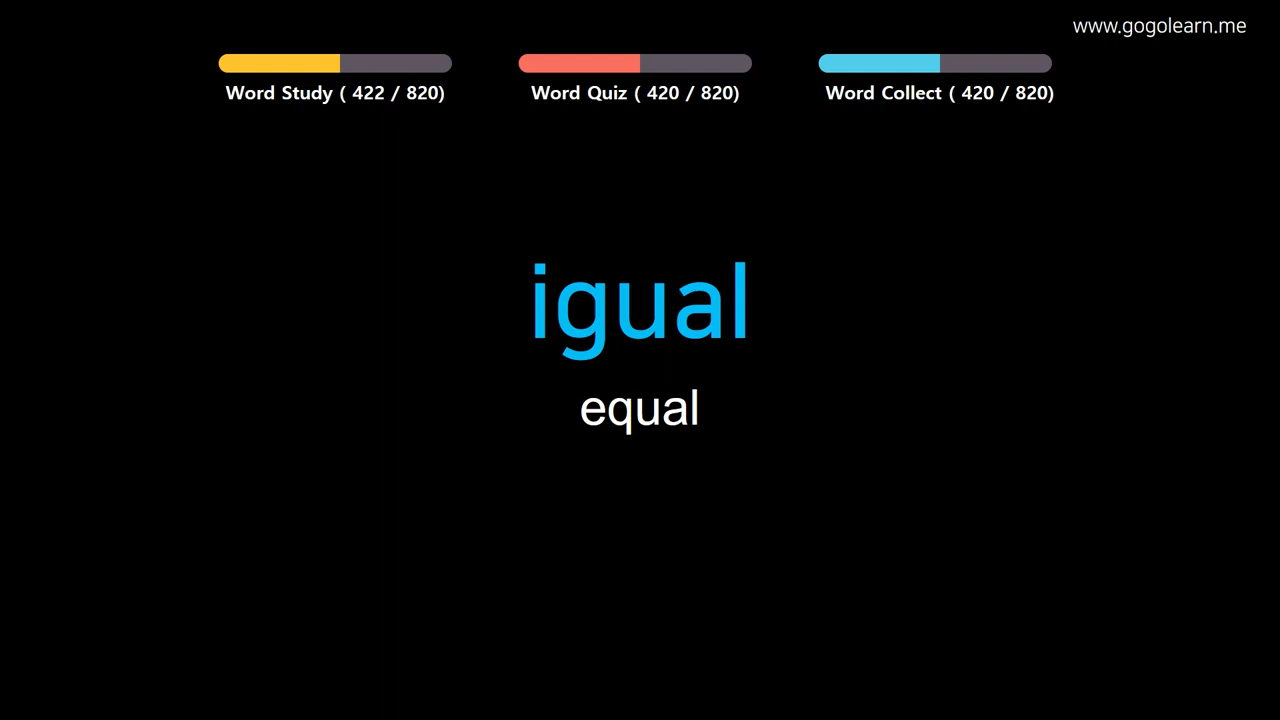 www.gogolearn.me
Word Study ( 422 / 820)
Word Quiz ( 420 / 820)
Word Collect ( 420 / 820)
igual
equal